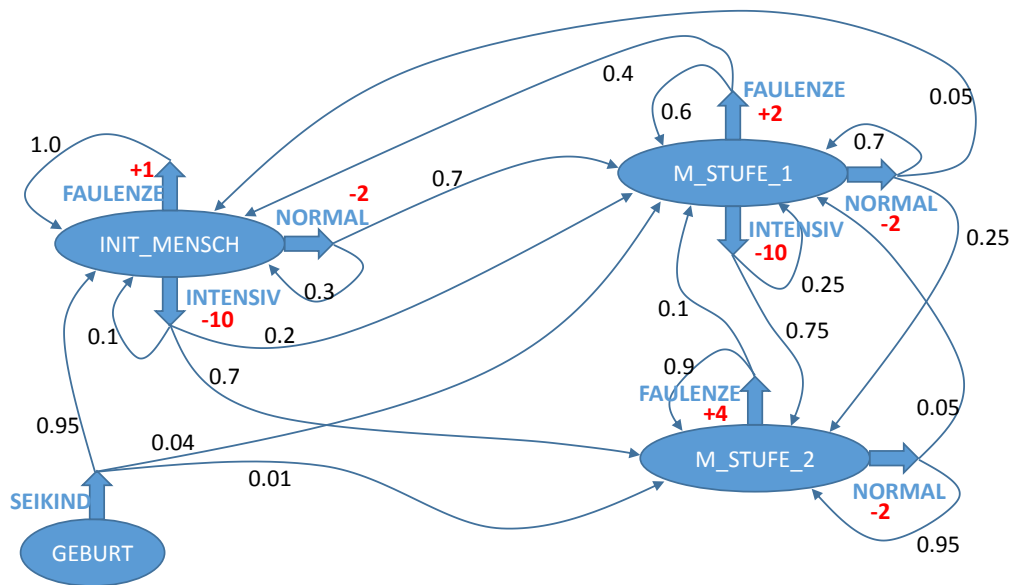 0.4
0.05
FAULENZE
+2
0.6
1.0
0.7
+1
M_STUFE_1
FAULENZE
-2
0.7
NORMAL
NORMAL
-2
INIT_MENSCH
INTENSIV
-10
0.25
0.3
0.25
INTENSIV
-10
0.1
0.2
0.1
0.75
0.7
0.9
FAULENZE
0.05
+4
0.95
0.04
M_STUFE_2
0.01
NORMAL
SEIKIND
-2
0.95
GEBURT